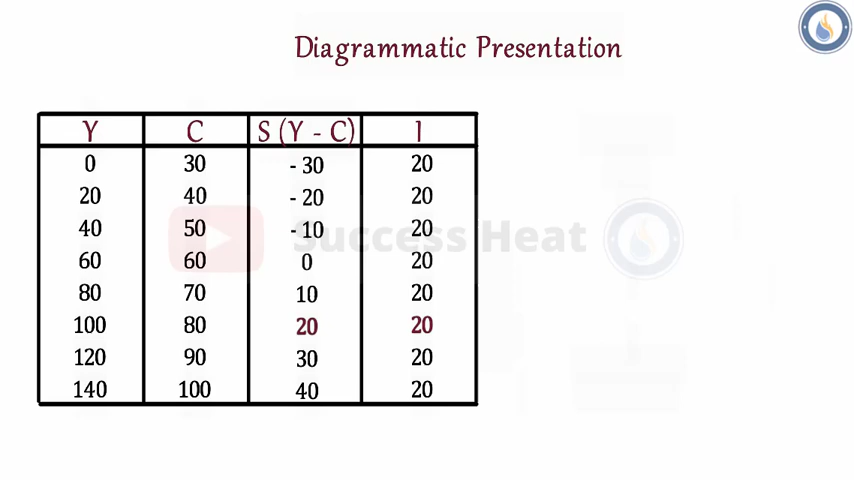 Diagrammatic Presentation
Y C S (Y - C) I
0 30 - 30 20
20 40 - 20 20
40 50 - 10 20
60 60 0 20
80 70 10 20
100 80 20 20
120 90 30 20
140 100 40 20
Success Heat